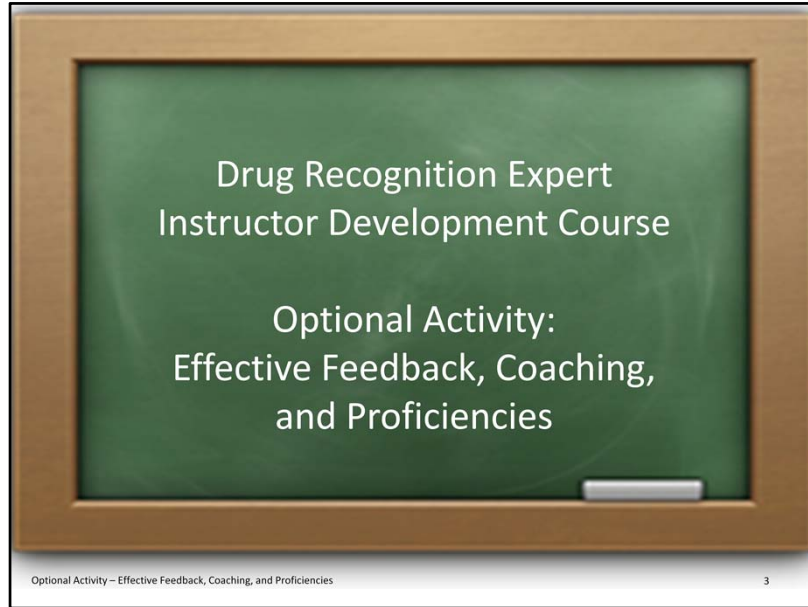 Drug Recognition Expert
Instructor Development Course
Optional Activity:
Effective Feedback, Coaching,
and Proficiencies
Optional Activity – Effective Feedback, Coaching, and Proficiencies
3